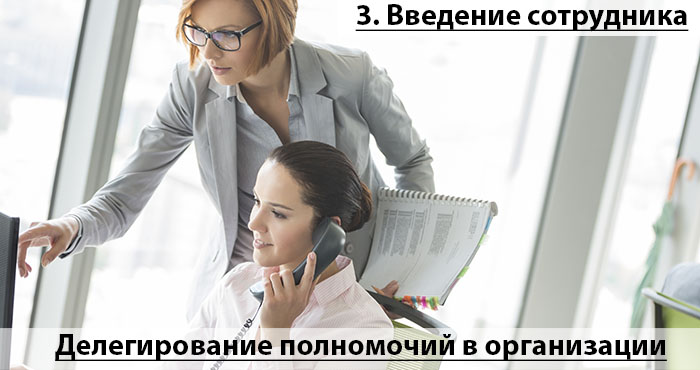 3. Введение сотрудника
Делегирование полномочий в организации